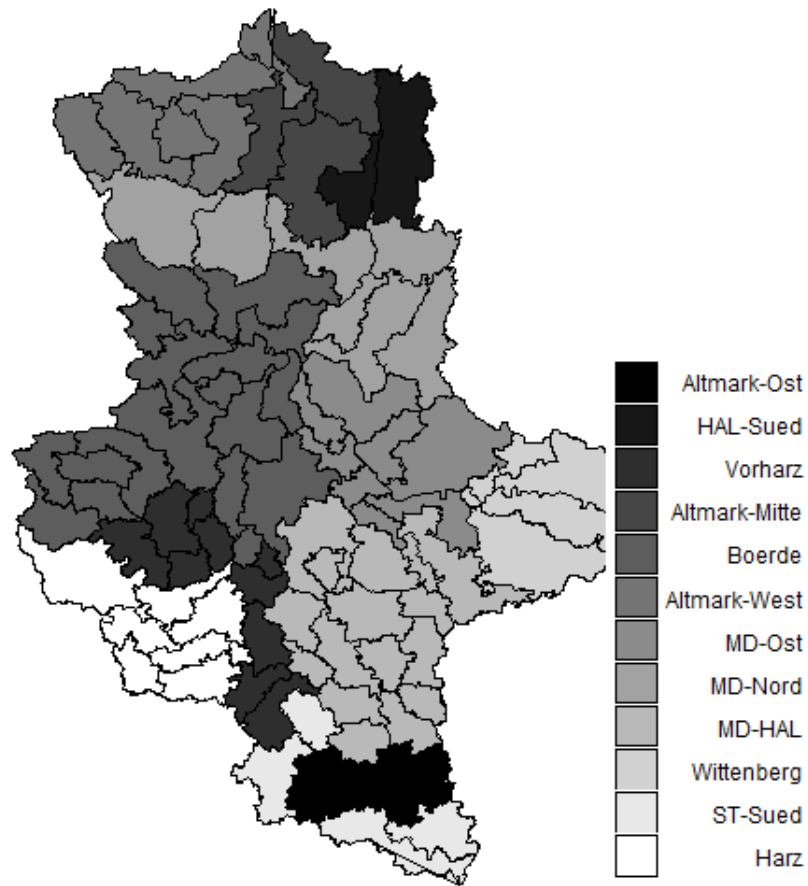 Altmark-Ost
HAL-Sued
Vorharz
Altmark-Mitte
Boerde
Altmark-West
MD-Ost
MD-Nord
MD-HAL
Wittenberg
ST-Sued
Harz